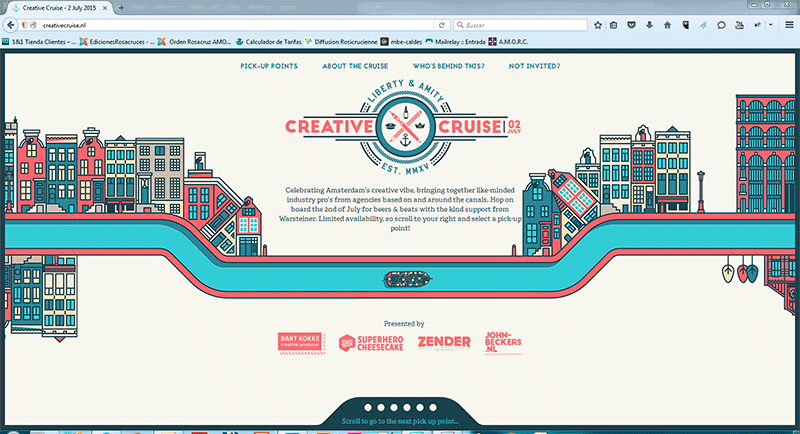 Creative Cruise - 2 July 2015
creativecruise.nl
Buscar
1&1 Tienda Clientes – ...
EdicionesRosacruces – ...
Orden Rosacruz AMO...
Calculador de Tarifas
Diffusion Rosicrucienne
mbe-caldes
Mailrelay :: Entrada
A.M.O.R.C.
PICK-UP POINTS
ABOUT THE CRUISE
WHO'S BEHIND THIS?
NOT INVITED?
LIBERTY & AMITY
CREATIVE CRUISE 02 JULY
EST. MMXV
Celebrating Amsterdam's creative vibe, bringing together like-minded
industry pro's from agencies based on and around the canals. Hop on
board the 2nd of July for beers & beats with the kind support from
Warsteiner. Limited availability, so scroll to your right and select a pick-up
point!
Presented by
BART KOKKE
creative producer
SUPERHERO
CHEESECAKE
ZENDER
JOHN-
BECKERS
.NL
Scroll to go to the next pick up point...